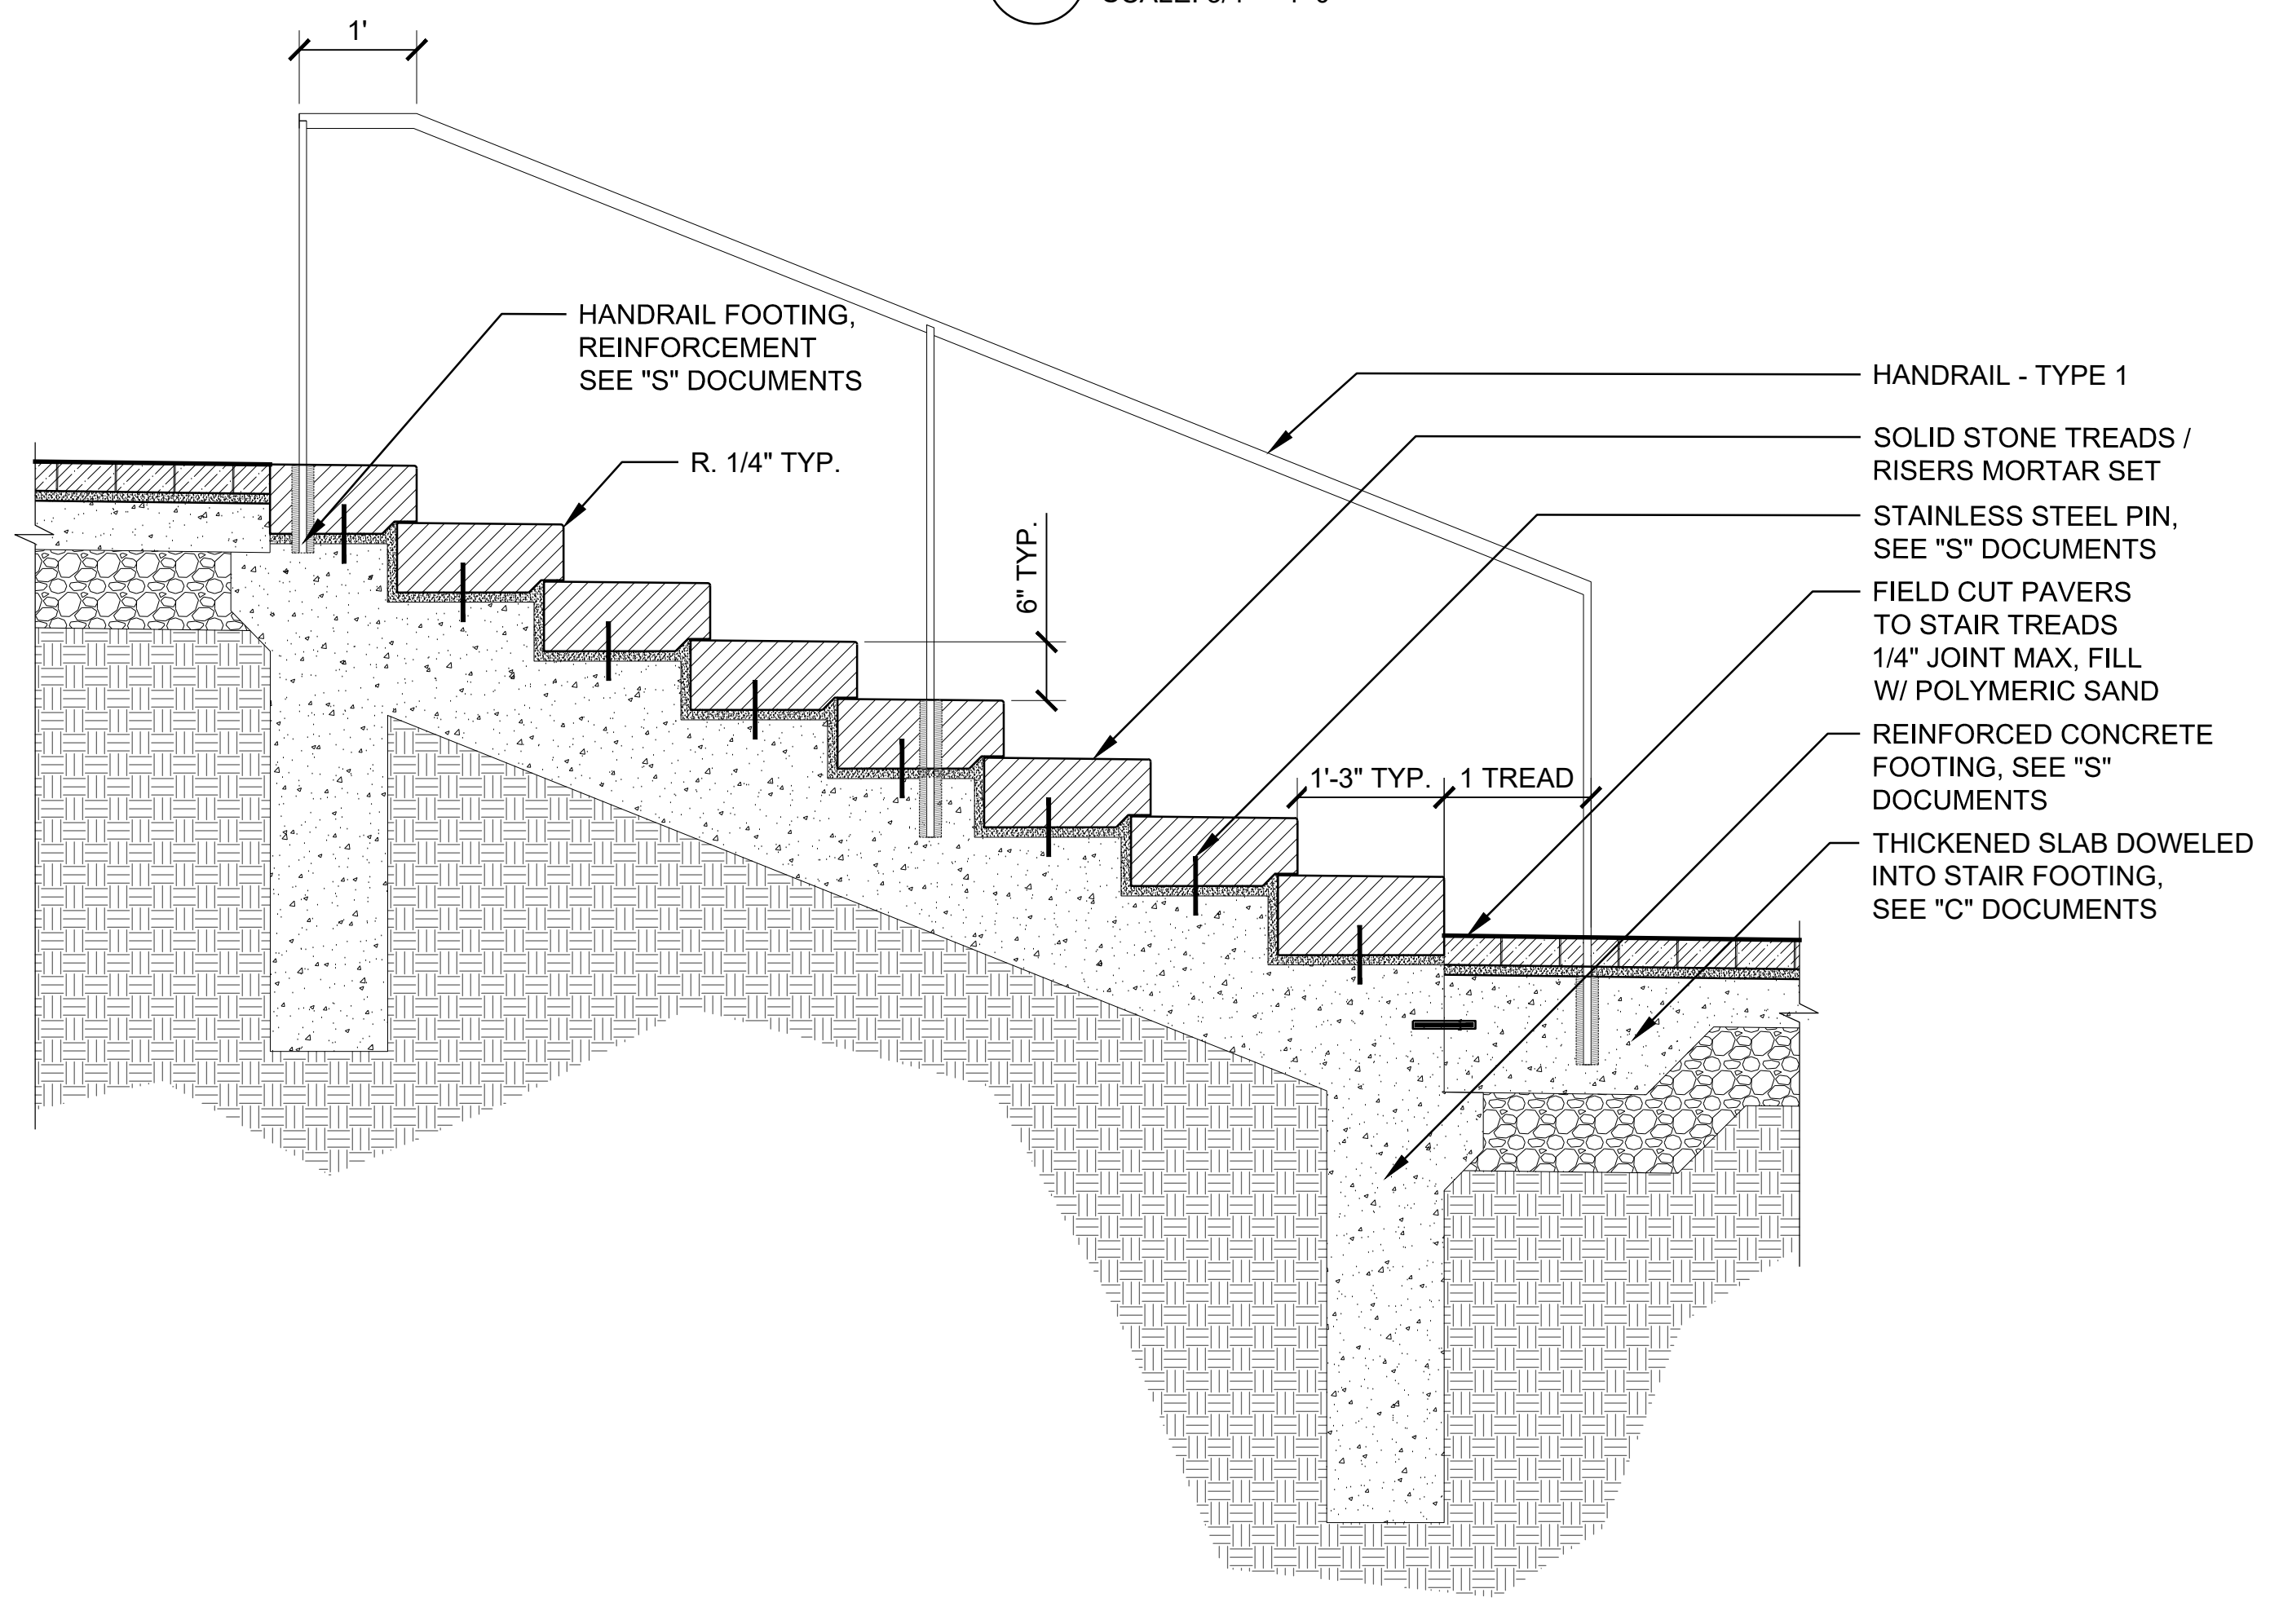 1'
HANDRAIL FOOTING,
REINFORCEMENT
SEE "S" DOCUMENTS
R. 1/4" TYP.
6" TYP.
1'-3" TYP.
1 TREAD
HANDRAIL - TYPE 1
SOLID STONE TREADS /
RISERS MORTAR SET
STAINLESS STEEL PIN,
SEE "S" DOCUMENTS
FIELD CUT PAVERS
TO STAIR TREADS
1/4" JOINT MAX, FILL
W/ POLYMERIC SAND
REINFORCED CONCRETE
FOOTING, SEE "S"
DOCUMENTS
THICKENED SLAB DOWELED
INTO STAIR FOOTING,
SEE "C" DOCUMENTS